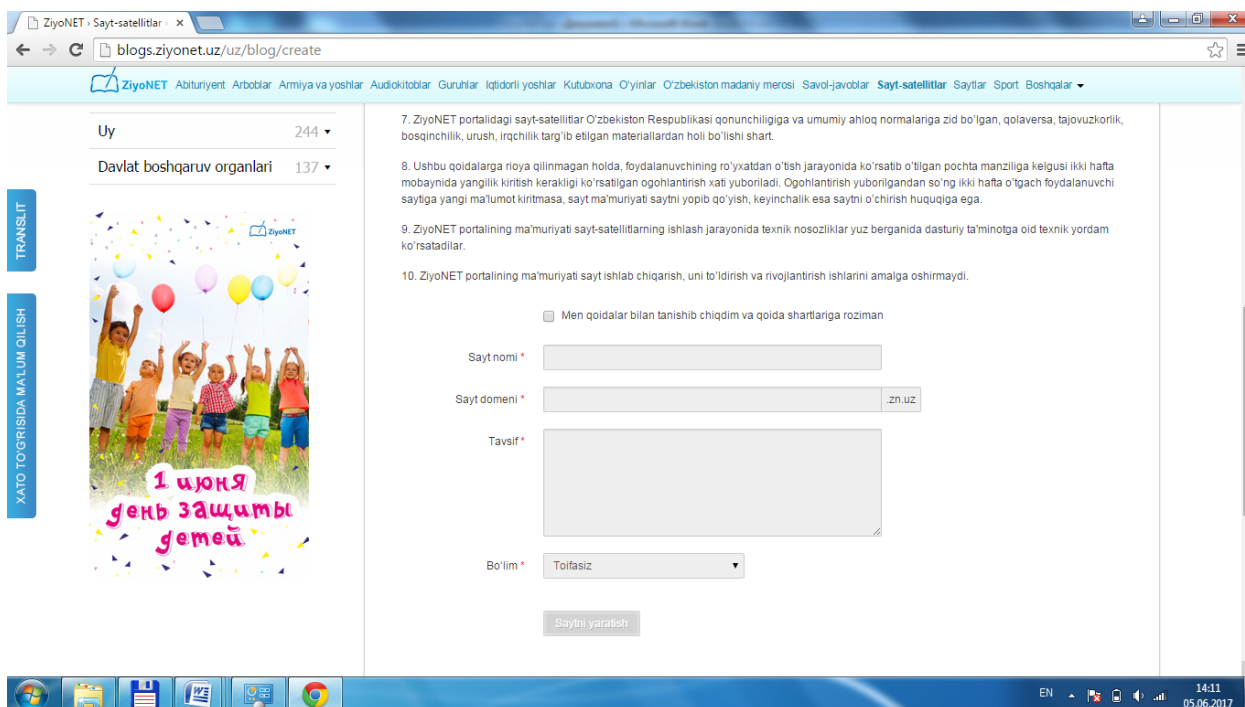 ZiyoNET › Sayt-satellitlar ›
blogs.ziyonet.uz/uz/blog/create
ZiyoNET Abituriyent Arboblar Armiya va yoshlar Audiokitoblar Guruhlar Iqtidorli yoshlar Kutubxona O'yinlar O'zbekiston madaniy merosi Savol-javoblar Sayt-satellitlar Saytlar Sport Boshqalar
Uy 244
Davlat boshqaruv organlari 137
TRANSLIT
XATO TO'G'RISIDA MA'LUM QILISH
ZiyoNET
1 июня
день защиты
детей
7. ZiyoNET portalidagi sayt-satellitlar O'zbekiston Respublikasi qonunchiligiga va umumiy ahloq normalariga zid bo'lgan, qolaversa, tajovuzkorlik,
bosqinchilik, urush, irqchilik targ'ib etilgan materiallardan holi bo'lishi shart.
8. Ushbu qoidalarga rioya qilinmagan holda, foydalanuvchining ro'yxatdan o'tish jarayonida ko'rsatib o'tilgan pochta manziliga kelgusi ikki hafta
mobaynida yangilik kiritish kerakligi ko'rsatilgan ogohlantirish xati yuboriladi. Ogohlantirish yuborilgandan so'ng ikki hafta o'tgach foydalanuvchi
saytiga yangi ma'lumot kiritmasa, sayt ma'muriyati saytni yopib qo'yish, keyinchalik esa saytni o'chirish huquqiga ega.
9. ZiyoNET portalining ma'muriyati sayt-satellitlarning ishlash jarayonida texnik nosozliklar yuz berganida dasturiy ta'minotga oid texnik yordam
ko'rsatadilar.
10. ZiyoNET portalining ma'muriyati sayt ishlab chiqarish, uni to'ldirish va rivojlantirish ishlarini amalga oshirmaydi.
Men qoidalar bilan tanishib chiqdim va qoida shartlariga roziman
Sayt nomi *
Sayt domeni * .zn.uz
Tavsif *
Bo'lim * Toifasiz
Saytni yaratish
EN 14:11
05.06.2017